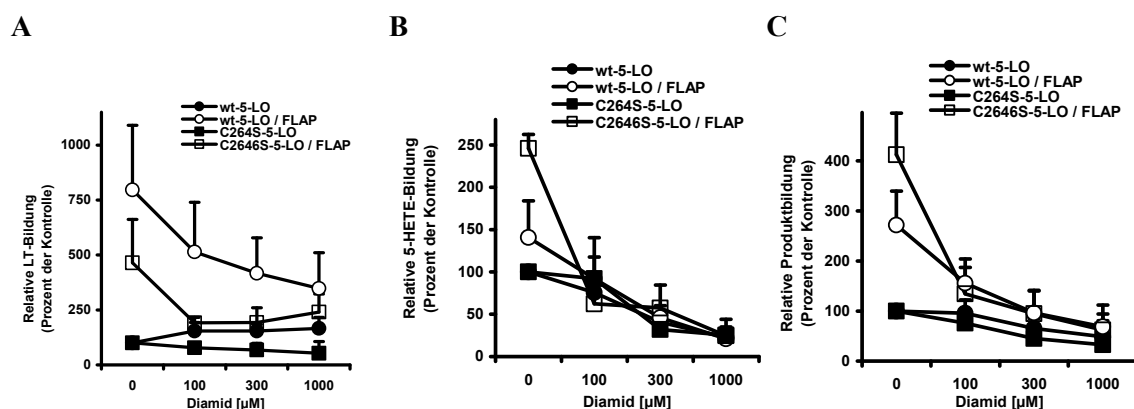 A
wt-5-LO
wt-5-LO / FLAP
C264S-5-LO
C2646S-5-LO / FLAP
Relative LT-Bildung
(Prozent der Kontrolle)
1000
750
500
250
0
0 100 300 1000
Diamid [µM]
B
wt-5-LO
wt-5-LO / FLAP
C264S-5-LO
C2646S-5-LO / FLAP
Relative 5-HETE-Bildung
(Prozent der Kontrolle)
250
200
150
100
50
0
0 100 300 1000
Diamid [µM]
C
wt-5-LO
wt-5-LO / FLAP
C264S-5-LO
C2646S-5-LO / FLAP
Relative Produktbildung
(Prozent der Kontrolle)
400
300
200
100
0
0 100 300 1000
Diamid [µM]